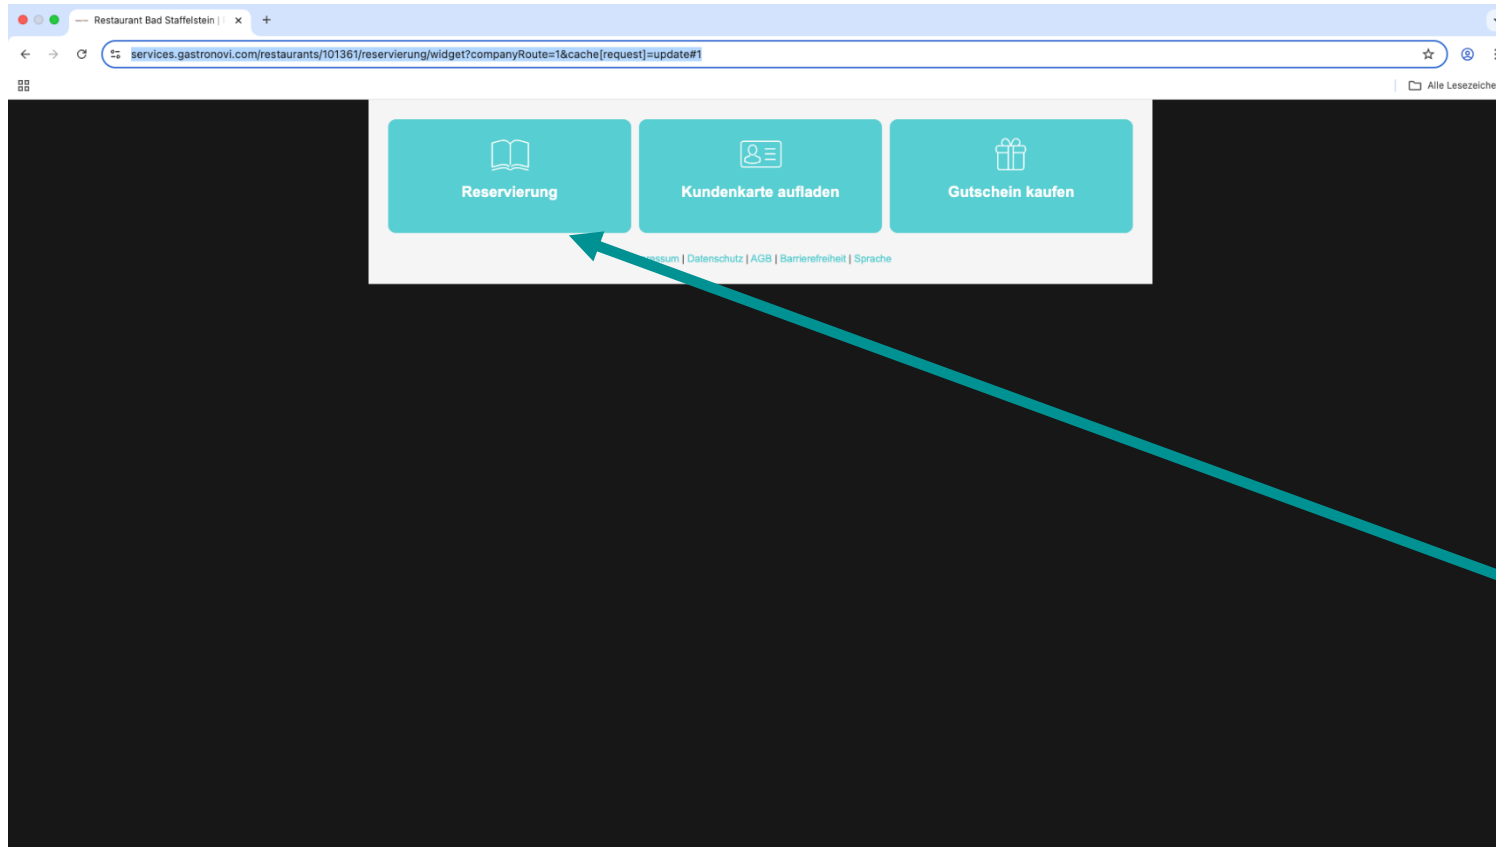 Restaurant Bad Staffelstein |
services.gastronovi.com/restaurants/101361/reservierung/widget?companyRoute=1&cache[request]=update#1
Alle Lesezeiche
Reservierung
Kundenkarte aufladen
Gutschein kaufen
ressum | Datenschutz | AGB | Barrierefreiheit | Sprache